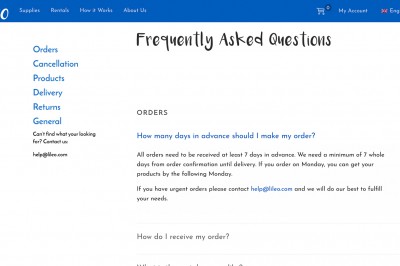 Supplies Rentals How it Works About Us 0 My Account Eng
Frequently Asked Questions
Orders
Cancellation
Products
Delivery
Returns
General
Can't find what your looking
for? Contact us:
help@lileo.com
ORDERS
How many days in advance should I make my order?
All orders need to be received at least 7 days in advance. We need a minimum of 7 whole
days from order confirmation until delivery. If you order on Monday, you can get your
products by the following Monday.
If you have urgent orders please contact help@lileo.com and we will do our best to fulfill
your needs.
How do I receive my order?